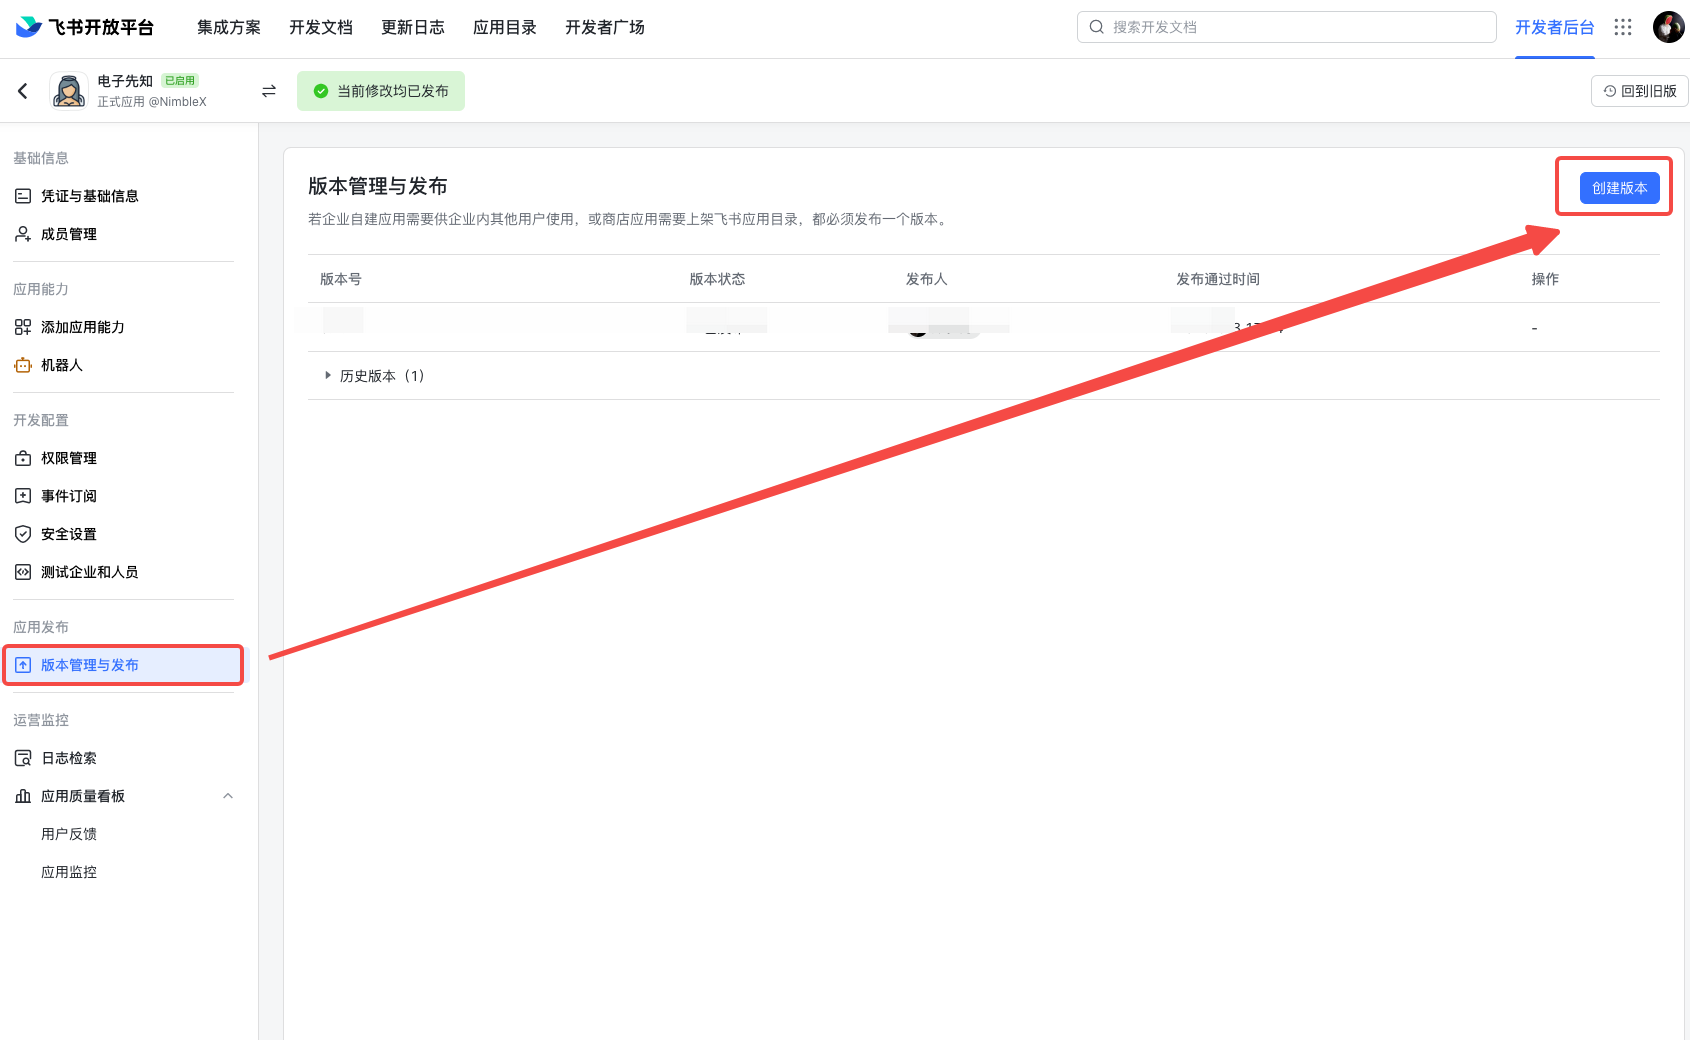 飞书开放平台 集成方案 开发文档 更新日志 应用目录 开发者广场 搜索开发文档 开发者后台
电子先知 已启用
正式应用 @NimbleX
当前修改均已发布
回到旧版
基础信息
凭证与基础信息
成员管理
应用能力
添加应用能力
机器人
开发配置
权限管理
事件订阅
安全设置
测试企业和人员
应用发布
版本管理与发布
运营监控
日志检索
应用质量看板
用户反馈
应用监控
版本管理与发布
创建版本
若企业自建应用需要供企业内其他用户使用，或商店应用需要上架飞书应用目录，都必须发布一个版本。
版本号 版本状态 发布人 发布通过时间 操作
-
历史版本（1）